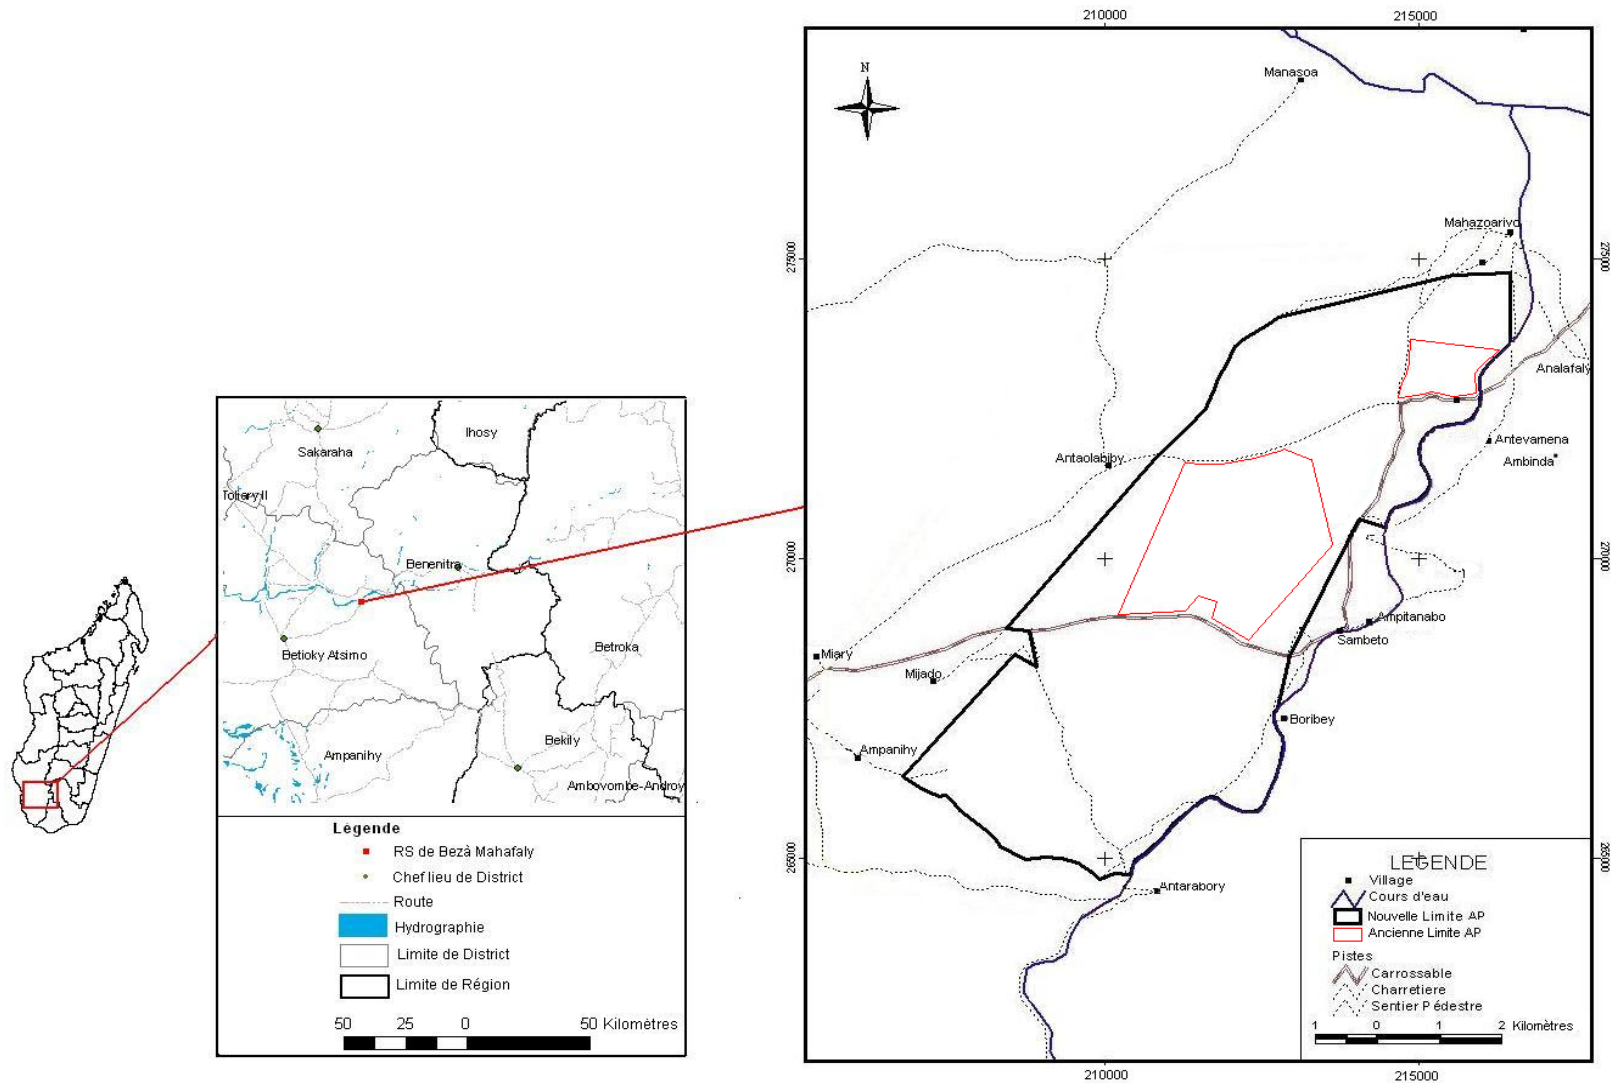 210000
215000
N
Manasoa
Mahazoarivo
275000
275000
Analafaly
Antevamena
Ambinda
Antaolabiby
270000
270000
Ampitanabo
Sambeto
Miary
Mijado
Boribey
Ampanihy
265000
265000
Antarabory
LEGENDE
Village
Cours d'eau
Nouvelle Limite AP
Ancienne Limite AP
Pistes
Carrossable
Charretiere
Sentier Pédestre
1 0 1 2 Kilomètres
210000
215000
Ihosy
Sakaraha
Toliary II
Benenitra
Betioky Atsimo
Betroka
Ampanihy
Bekily
Ambovombe-Androy
Légende
RS de Bezà Mahafaly
Chef lieu de District
Route
Hydrographie
Limite de District
Limite de Région
50 25 0 50 Kilomètres